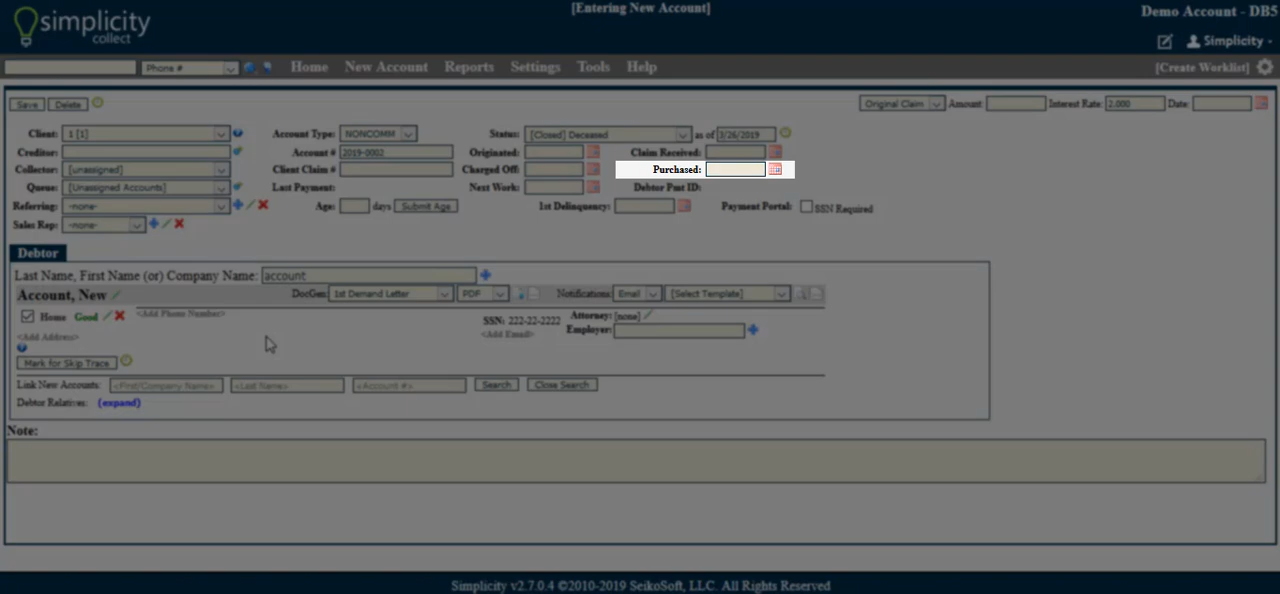 simplicity
collect
[Entering New Account]
Demo Account - DB5
Simplicity
Phone #
Home New Account Reports Settings Tools Help
[Create Worklist]
Save Delete
Original Claim Amount: Interest Rate: 2.000 Date:
Client: 1 [1] Account Type: NONCOMM Status: [Closed] Deceased as of 3/26/2019
Creditor: Account # 2019-0002 Originated: Claim Received:
Collector: [unassigned] Client Claim # Charged Off: Purchased:
Queue: [Unassigned Accounts] Last Payment: Next Work: Debtor Pmt ID:
Referring: -none- Age: days Submit Age 1st Delinquency: Payment Portal: SSN Required
Sales Rep: -none-
Debtor
Last Name, First Name (or) Company Name: account
Account, New DocGen: 1st Demand Letter PDF Notifications: Email [Select Template]
Home Good <Add Phone Number> SSN: 222-22-2222 Attorney: [none]
<Add Address> <Add Email> Employer:
Mark for Skip Trace
Link New Accounts: <First/Company Name> <Last Name> <Account #> Search Close Search
Debtor Relatives: (expand)
Note:
Simplicity v2.7.0.4 ©2010-2019 SeikoSoft, LLC. All Rights Reserved